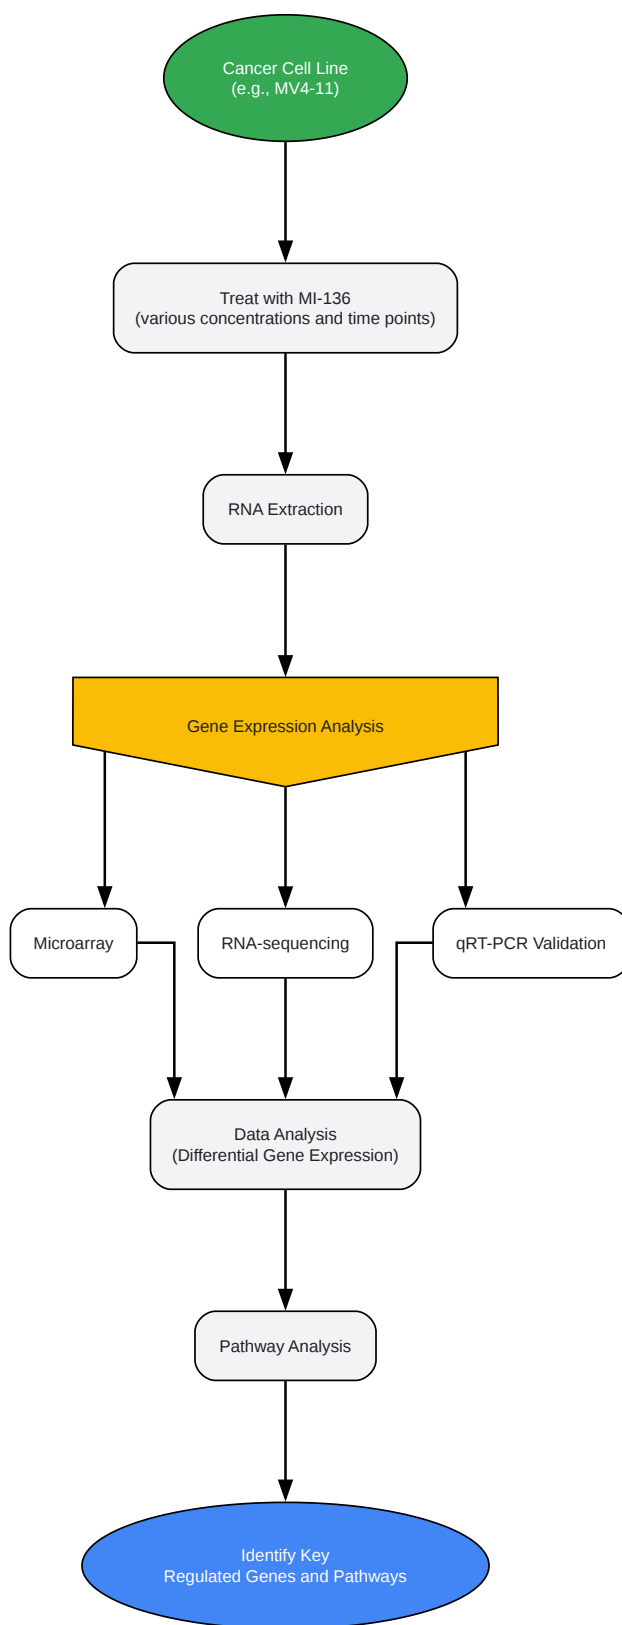 Cancer Cell Line
(e.g., MV4-11)
Treat with MI-136
(various concentrations and time points)
RNA Extraction
Gene Expression Analysis
Microarray
RNA-sequencing
qRT-PCR Validation
Data Analysis
(Differential Gene Expression)
Pathway Analysis
Identify Key
Regulated Genes and Pathways